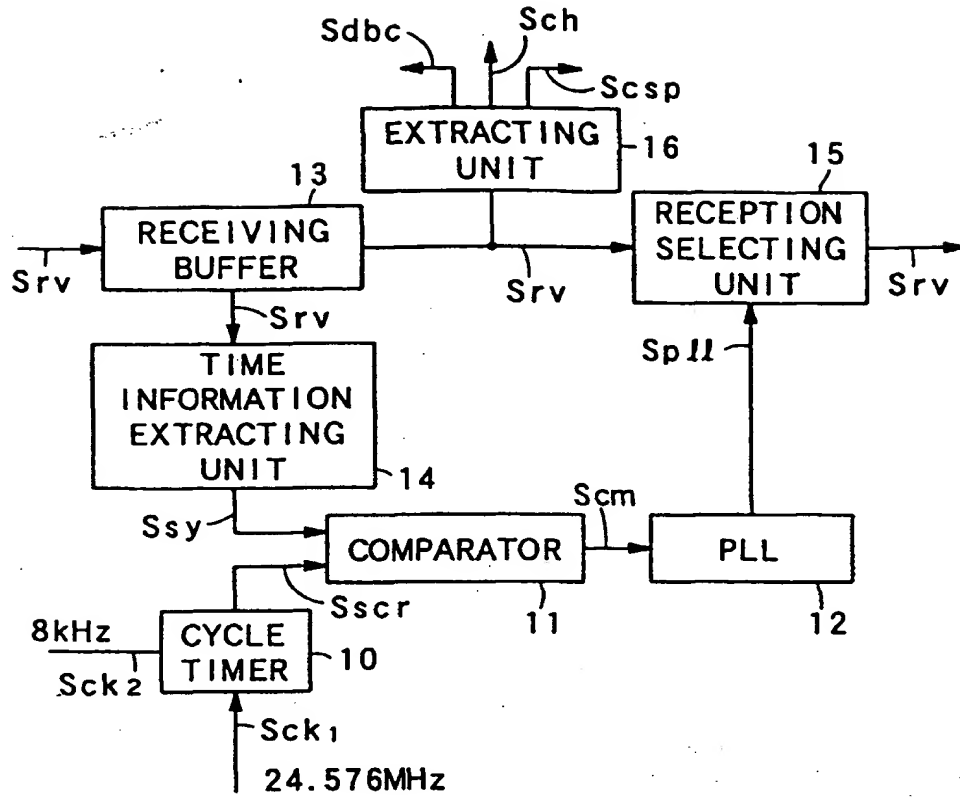 Sdbc
Sch
Scsp
EXTRACTING
UNIT
16
13
15
RECEIVING
BUFFER
RECEPTION
SELECTING
UNIT
Srv
Srv
Srv
Srv
Spll
TIME
INFORMATION
EXTRACTING
UNIT
14
Ssy
Scm
COMPARATOR
PLL
Sscr
11
12
8kHz
CYCLE
TIMER
10
Sck2
Sck1
24.576MHz